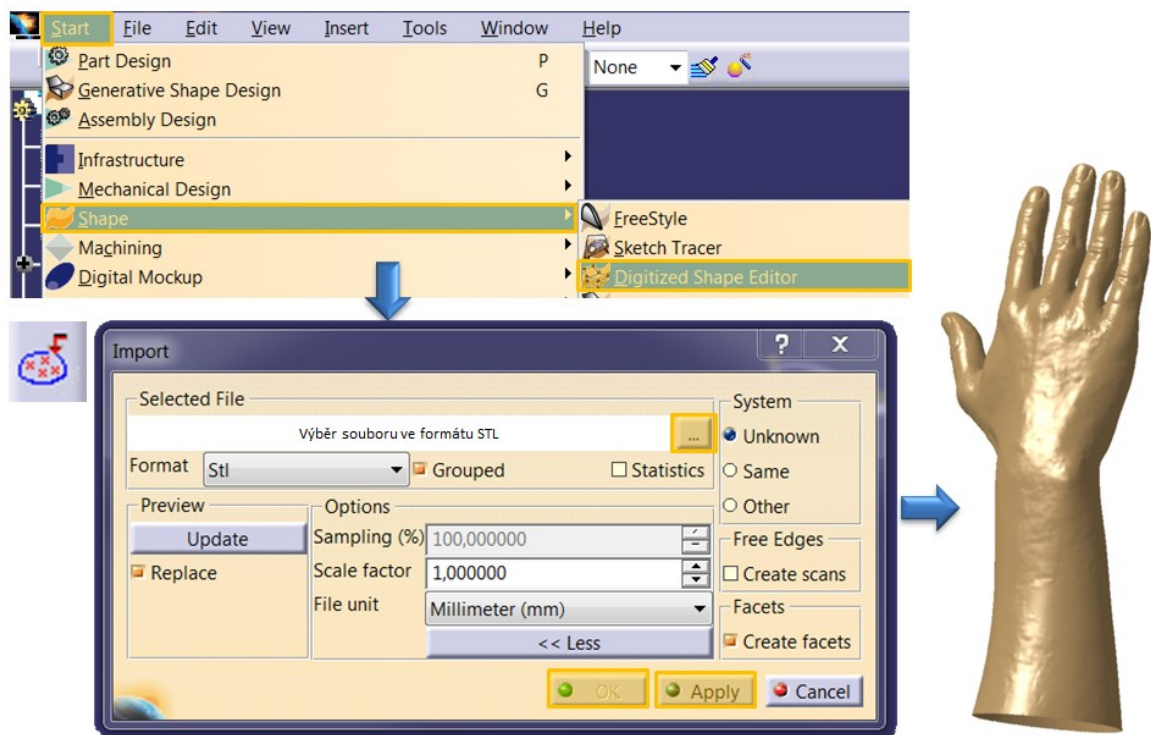 Start File Edit View Insert Tools Window Help
Part Design P
Generative Shape Design G
Assembly Design
None
Infrastructure
Mechanical Design
Shape
Machining
Digital Mockup
FreeStyle
Sketch Tracer
Digitized Shape Editor
Import ? X
Selected File
Výběr souboru ve formátu STL ...
Format Stl Grouped Statistics
System
Unknown
Same
Other
Preview
Update
Replace
Options
Sampling (%) 100,000000
Scale factor 1,000000
File unit Millimeter (mm)
<< Less
Free Edges
Create scans
Facets
Create facets
OK Apply Cancel